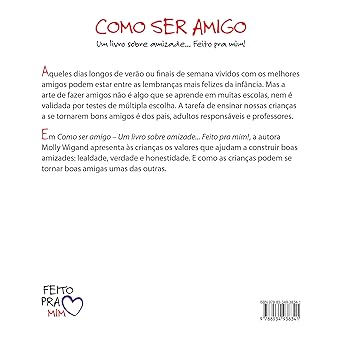 COMO SER AMIGO
Um livro sobre amizade... Feito pra mim!
Aqueles dias longos de verão ou finais de semana vividos com os melhores
amigos podem estar entre as lembranças mais felizes da infância. Mas a
arte de fazer amigos não é algo que se aprende em muitas escolas, nem é
validada por testes de múltipla escolha. A tarefa de ensinar nossas crianças
a se tornarem bons amigos é dos pais, adultos responsáveis e professores.
Em Como ser amigo – Um livro sobre amizade... Feito pra mim!, a autora
Molly Wigand apresenta às crianças os valores que ajudam a construir boas
amizades: lealdade, verdade e honestidade. E como as crianças podem se
tornar boas amigas umas das outras.
FEITO
PRA
MIM